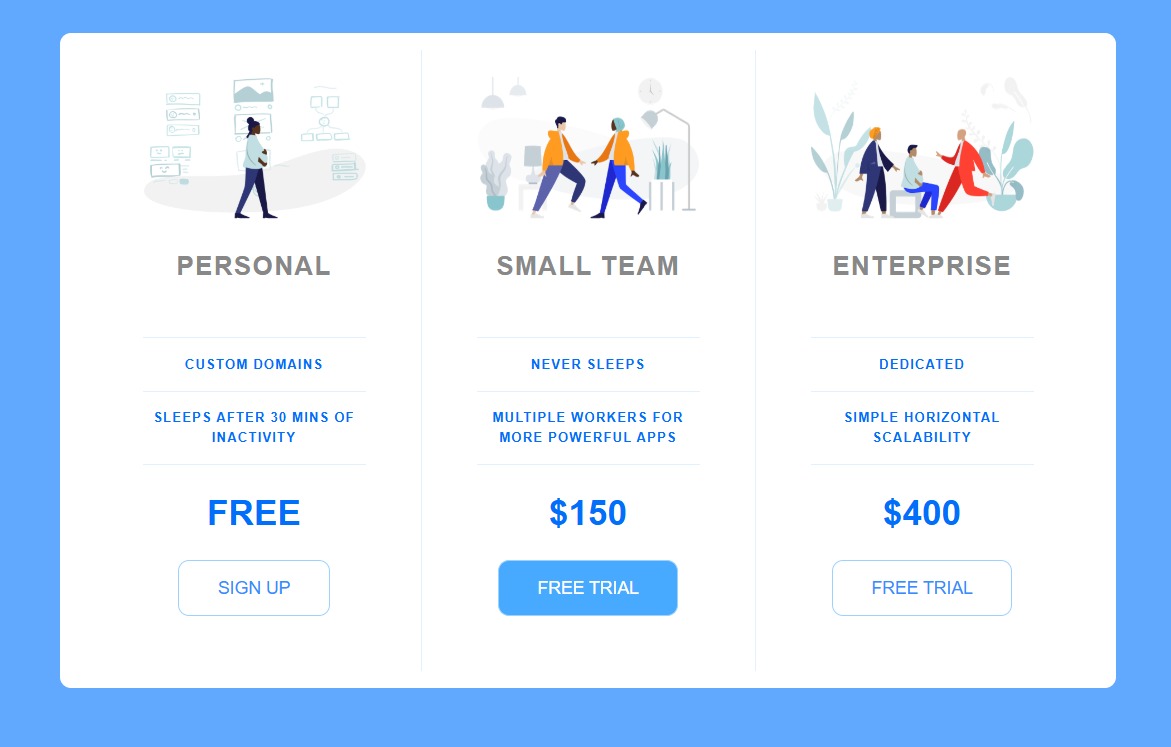 PERSONAL
CUSTOM DOMAINS
SLEEPS AFTER 30 MINS OF
INACTIVITY
FREE
SIGN UP
SMALL TEAM
NEVER SLEEPS
MULTIPLE WORKERS FOR
MORE POWERFUL APPS
$150
FREE TRIAL
ENTERPRISE
DEDICATED
SIMPLE HORIZONTAL
SCALABILITY
$400
FREE TRIAL